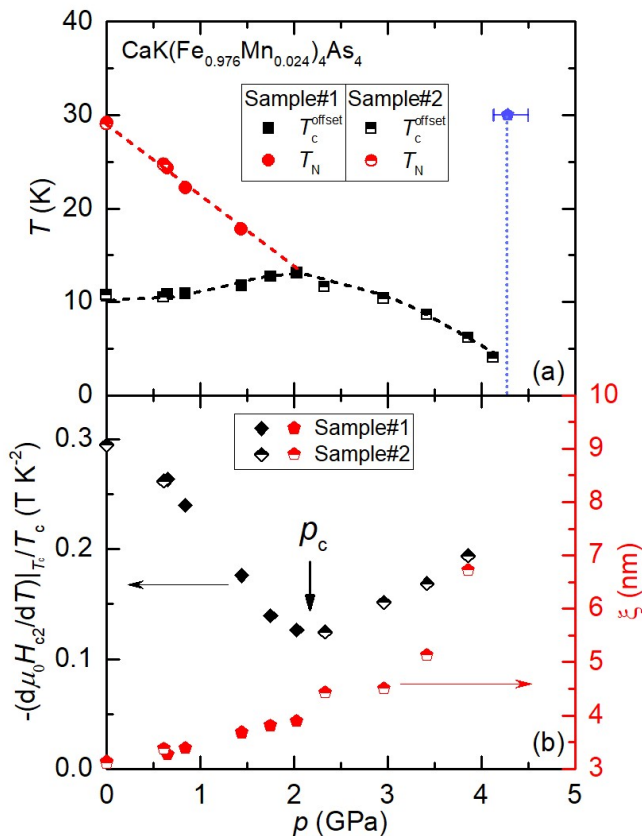 40
CaK(Fe0.976Mn0.024)4As4
Sample#1 Sample#2
Tcoffset Tcoffset
TN TN
30
T (K)
20
10
0
(a)
10
0.3
Sample#1
Sample#2
9
8
-(dμ0Hc2/dT)|Tc/Tc (T K-2)
0.2
pc
7
ξ (nm)
6
0.1
5
4
0.0
(b)
3
0 1 2 3 4 5
p (GPa)